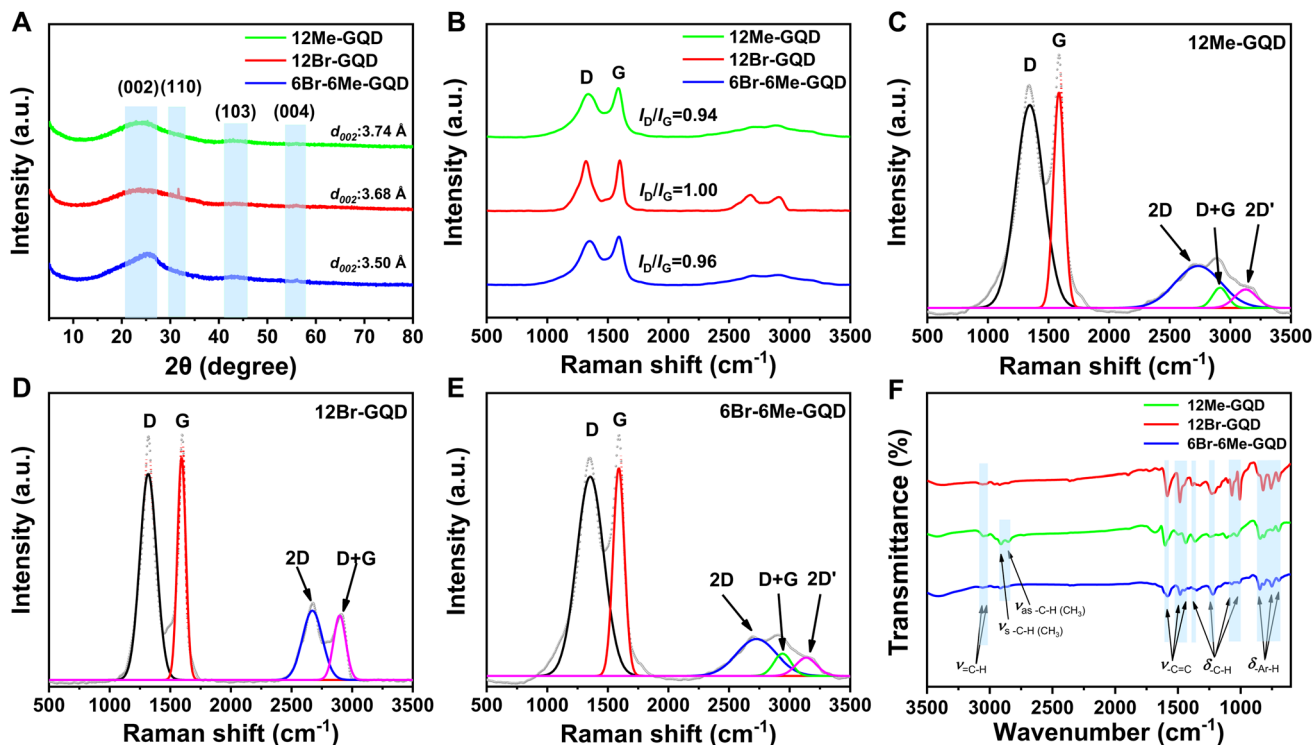 A
12Me-GQD
12Br-GQD
6Br-6Me-GQD
(002) (110)
(103) (004)
d002:3.74 Å
d002:3.68 Å
d002:3.50 Å
Intensity (a.u.)
10 20 30 40 50 60 70 80
2θ (degree)
B
12Me-GQD
12Br-GQD
6Br-6Me-GQD
D G
ID/IG=0.94
ID/IG=1.00
ID/IG=0.96
Intensity (a.u.)
500 1000 1500 2000 2500 3000 3500
Raman shift (cm-1)
C
12Me-GQD
D G
2D D+G 2D'
Intensity (a.u.)
500 1000 1500 2000 2500 3000 3500
Raman shift (cm-1)
D
12Br-GQD
D G
2D D+G
Intensity (a.u.)
500 1000 1500 2000 2500 3000 3500
Raman shift (cm-1)
E
6Br-6Me-GQD
D G
2D D+G 2D'
Intensity (a.u.)
500 1000 1500 2000 2500 3000 3500
Raman shift (cm-1)
F
12Me-GQD
12Br-GQD
6Br-6Me-GQD
νas -C-H (CH3)
νs -C-H (CH3)
ν=C-H ν-C=C δ-C-H δ-Ar-H
Transmittance (%)
3500 3000 2500 2000 1500 1000
Wavenumber (cm-1)